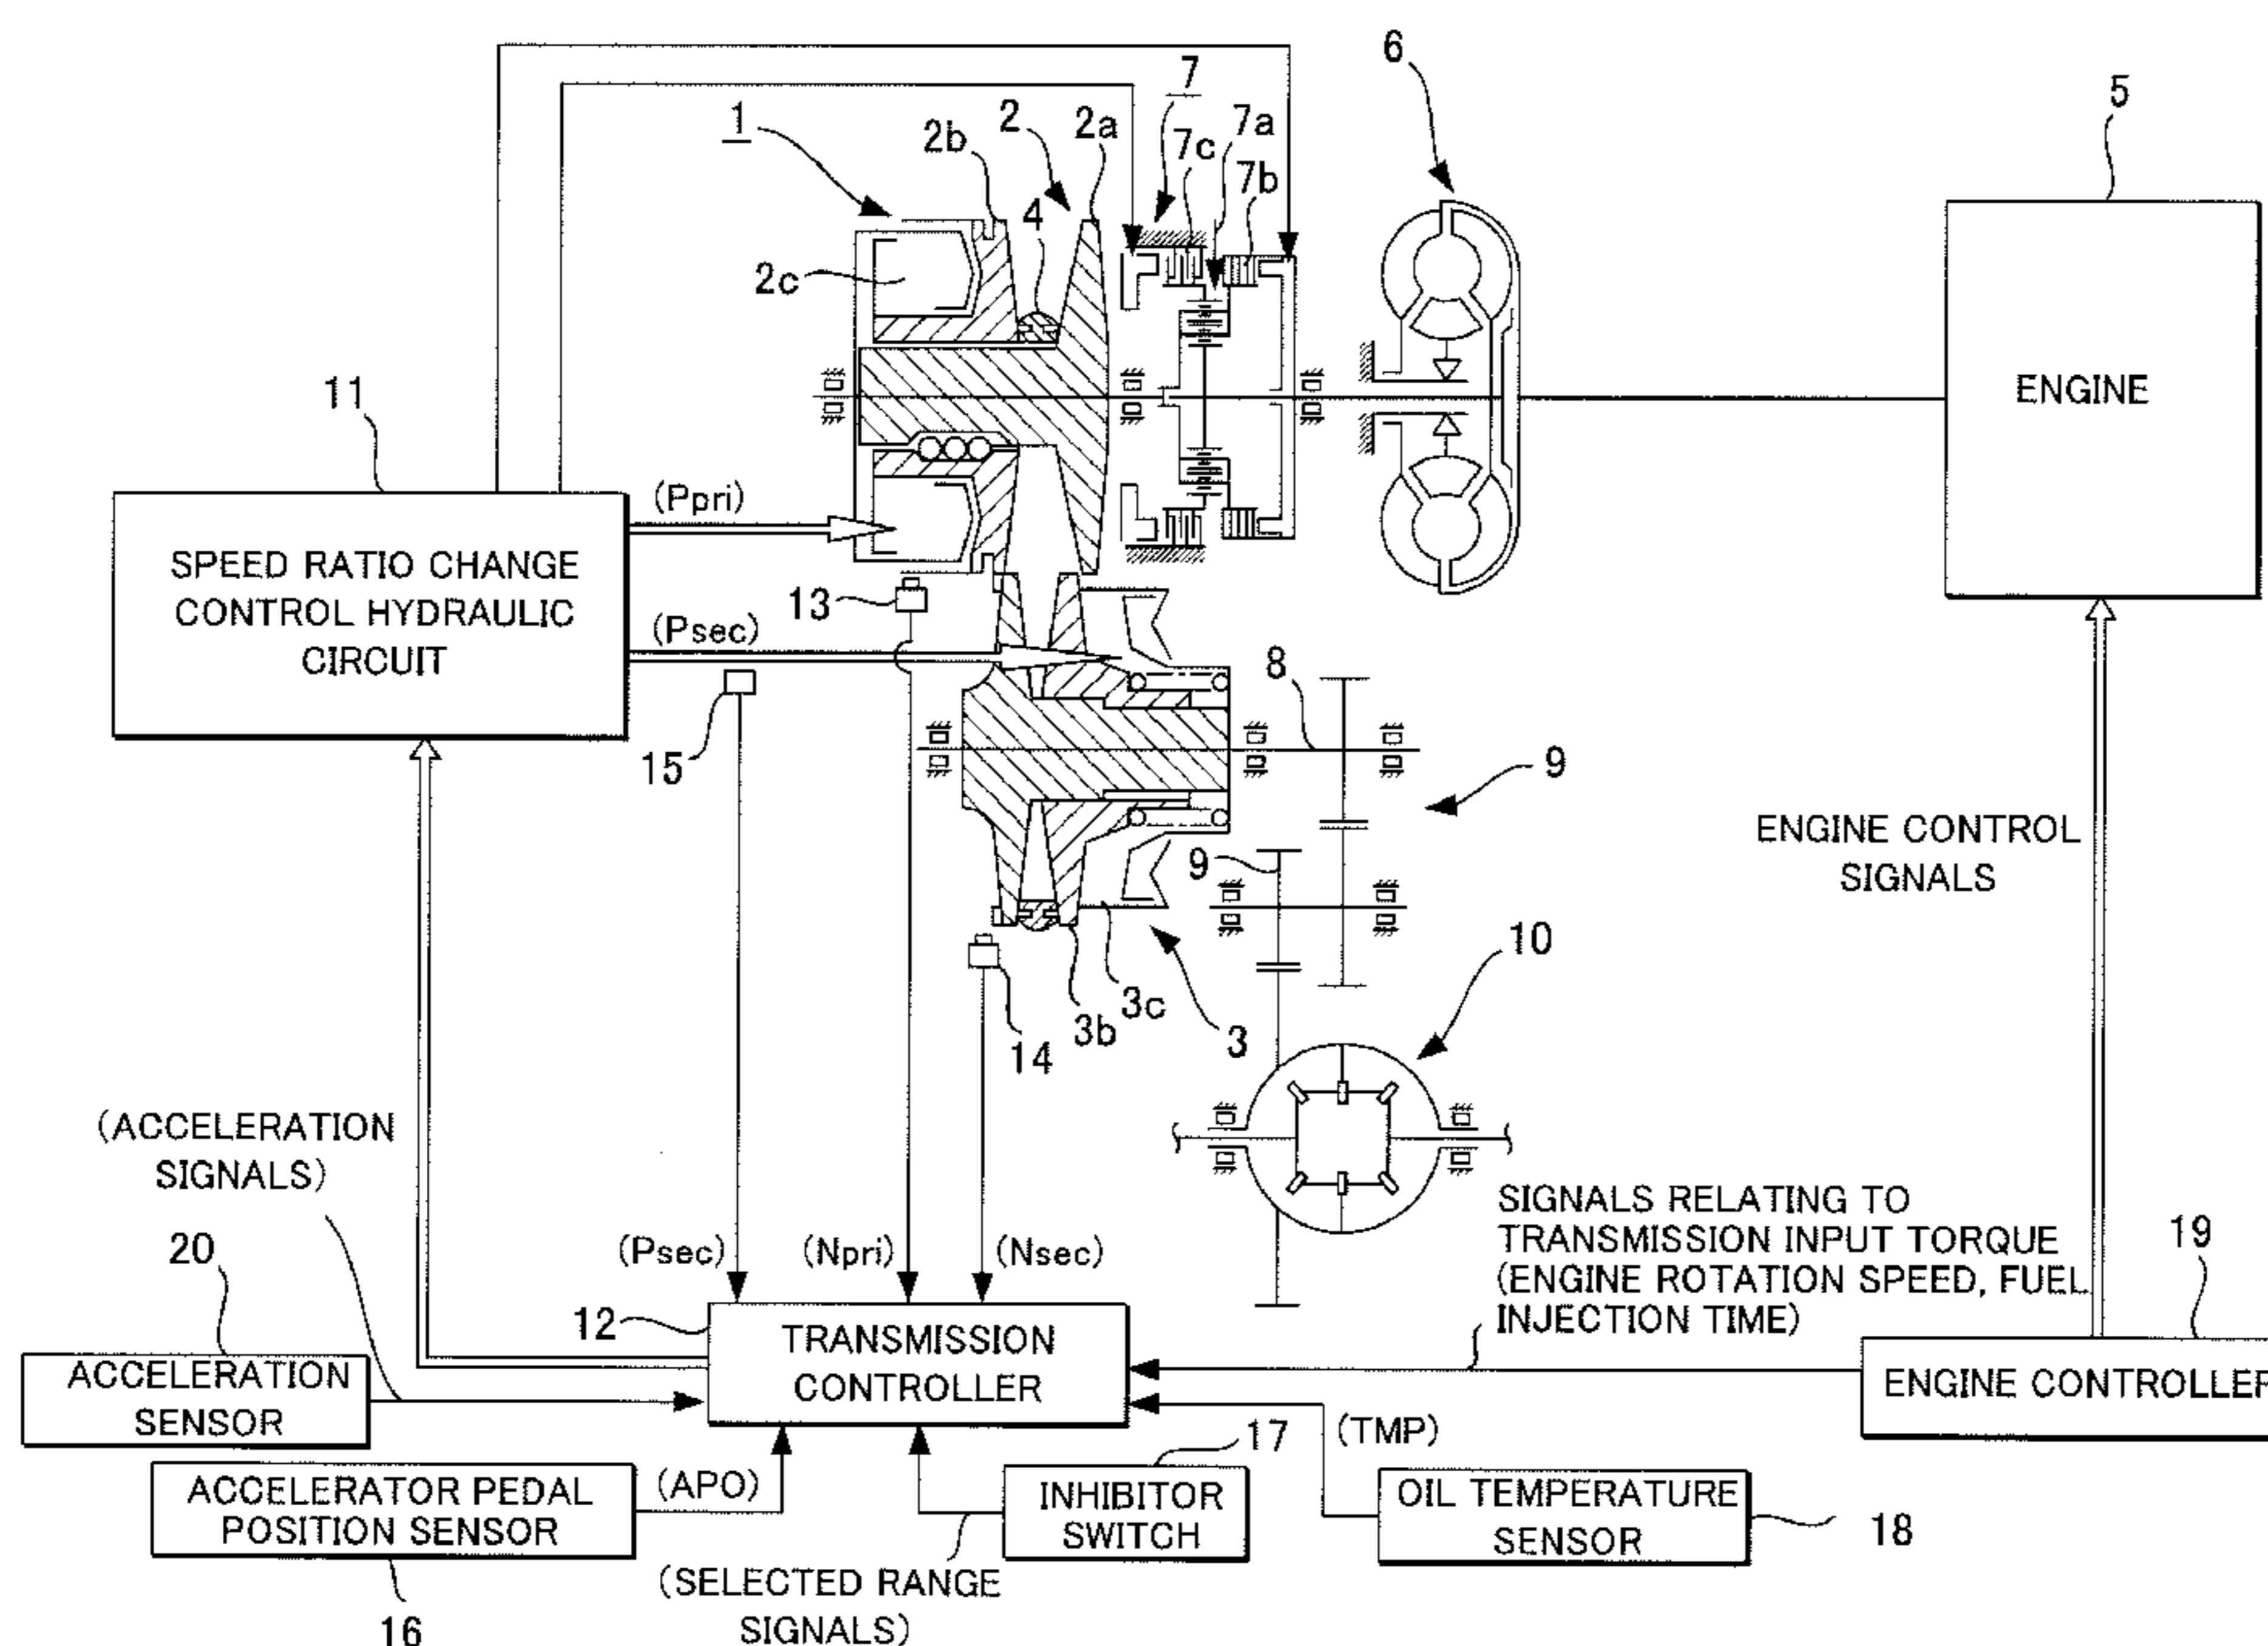 6
5
7
1
2
2a
7a
2b
7c
7b
4
2c
ENGINE
11
(Ppri)
SPEED RATIO CHANGE
CONTROL HYDRAULIC
CIRCUIT
13
(Psec)
8
15
9
ENGINE CONTROL
SIGNALS
9
10
3c
3b
3
14
(ACCELERATION
SIGNALS)
SIGNALS RELATING TO
TRANSMISSION INPUT TORQUE
(ENGINE ROTATION SPEED, FUEL
INJECTION TIME)
19
20
(Psec)
(Npri)
(Nsec)
12
TRANSMISSION
CONTROLLER
ACCELERATION
SENSOR
ENGINE CONTROLLER
17
(TMP)
(APO)
ACCELERATOR PEDAL
POSITION SENSOR
INHIBITOR
SWITCH
OIL TEMPERATURE
SENSOR
18
(SELECTED RANGE
SIGNALS)
16